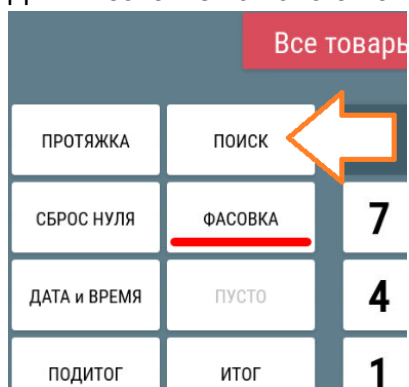 Все товары
ПРОТЯЖКА ПОИСК
СБРОС НУЛЯ ФАСОВКА 7
ДАТА и ВРЕМЯ ПУСТО 4
ПОДИТОГ ИТОГ 1